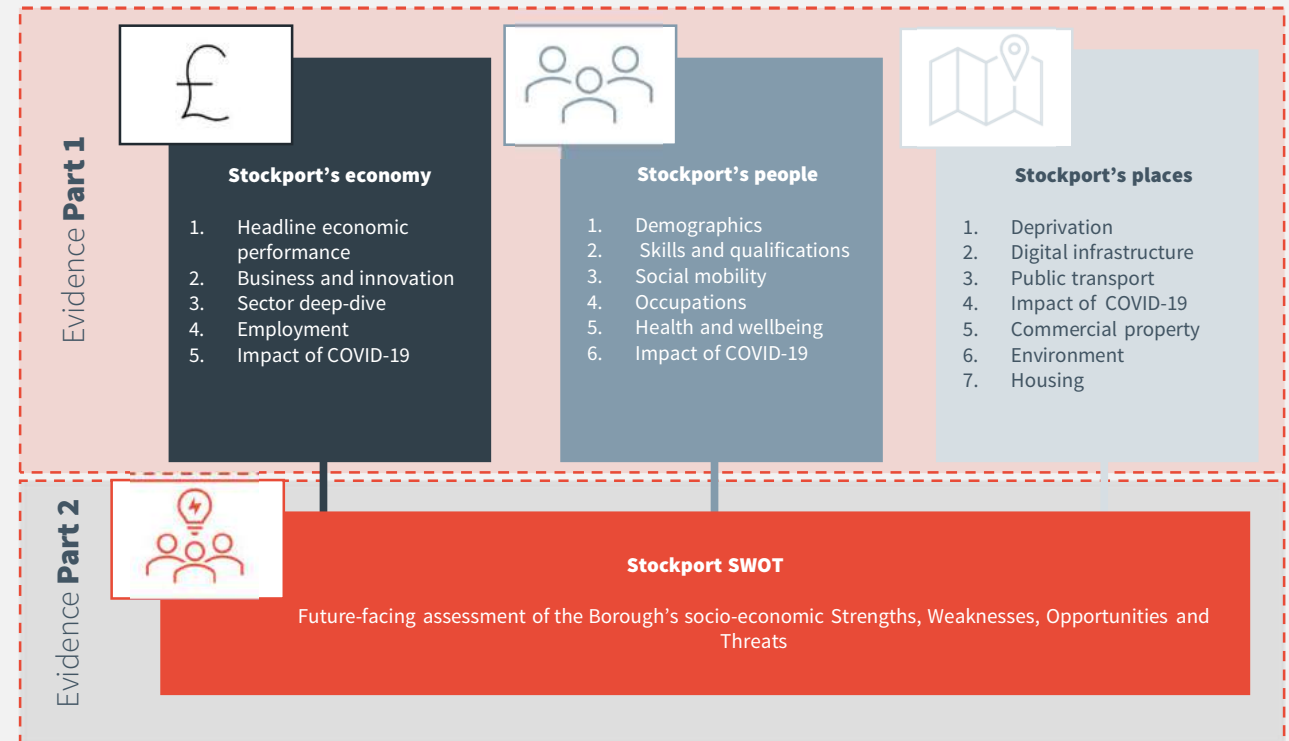 Evidence Part 1
£
Stockport's economy
1. Headline economic
performance
2. Business and innovation
3. Sector deep-dive
4. Employment
5. Impact of COVID-19
Stockport's people
1. Demographics
2. Skills and qualifications
3. Social mobility
4. Occupations
5. Health and wellbeing
6. Impact of COVID-19
Stockport's places
1. Deprivation
2. Digital infrastructure
3. Public transport
4. Impact of COVID-19
5. Commercial property
6. Environment
7. Housing
Evidence Part 2
Stockport SWOT
Future-facing assessment of the Borough's socio-economic Strengths, Weaknesses, Opportunities and
Threats